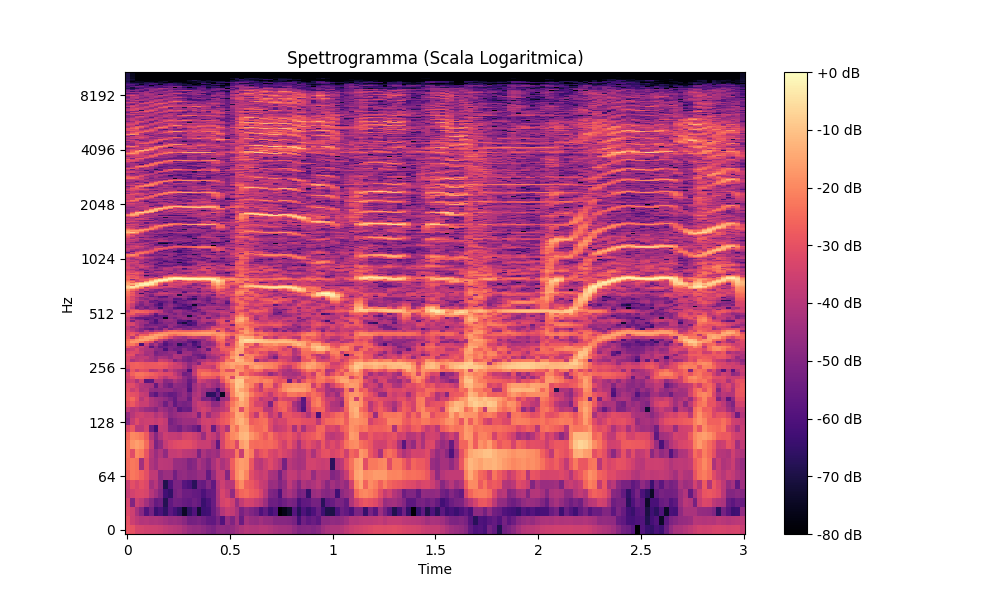 Spettrogramma (Scala Logaritmica)
Hz
8192
4096
2048
1024
512
256
128
64
0
0 0.5 1 1.5 2 2.5 3
Time
+0 dB
-10 dB
-20 dB
-30 dB
-40 dB
-50 dB
-60 dB
-70 dB
-80 dB